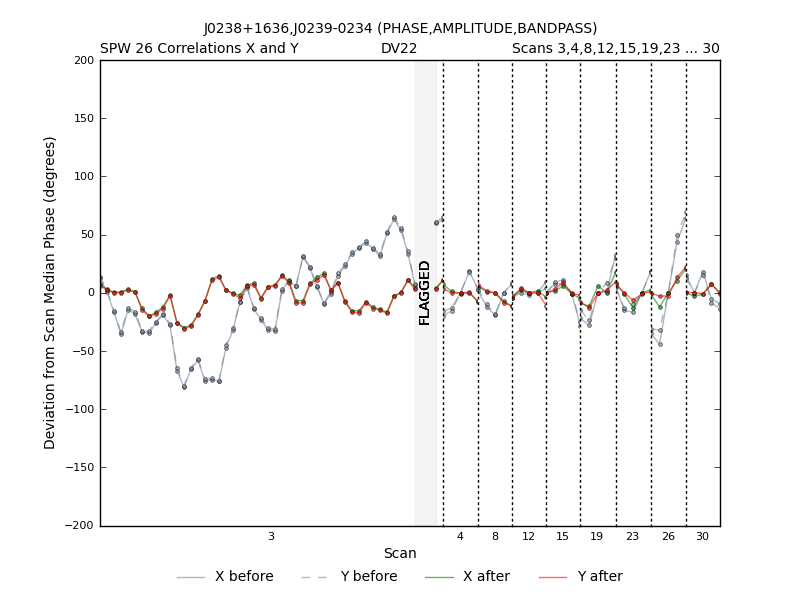 J0238+1636,J0239-0234 (PHASE,AMPLITUDE,BANDPASS)
SPW 26 Correlations X and Y DV22 Scans 3,4,8,12,15,19,23 ... 30
200
150
100
50
0
−50
−100
−150
−200
Deviation from Scan Median Phase (degrees)
FLAGGED
3 4 8 12 15 19 23 26 30
Scan
X before Y before X after Y after